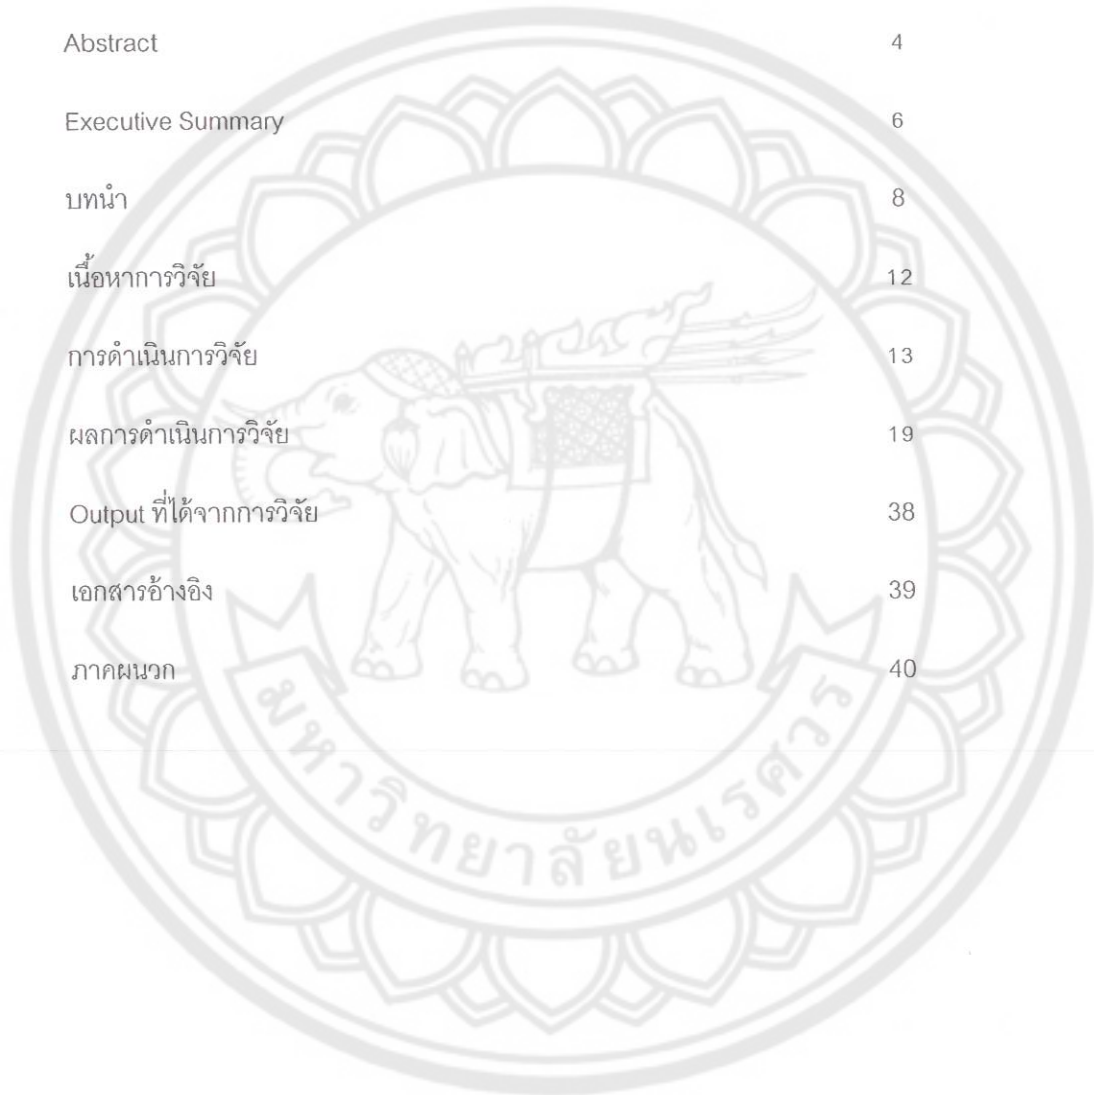 Abstract 4
Executive Summary 6
บทนำ 8
เนื้อหาการวิจัย 12
การดำเนินการวิจัย 13
ผลการดำเนินการวิจัย 19
Output ที่ได้จากการวิจัย 38
เอกสารอ้างอิง 39
ภาคผนวก 40
มหาวิทยาลัยนเรศวร